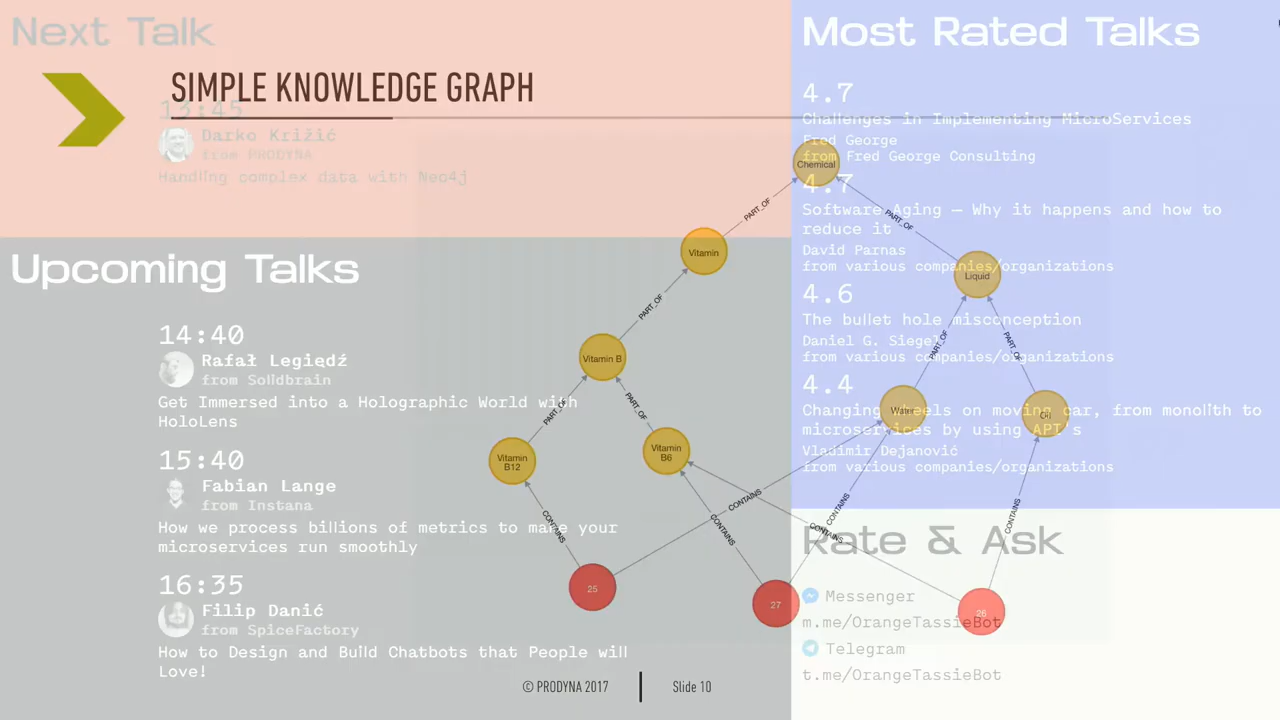 Next Talk
SIMPLE KNOWLEDGE GRAPH
13:45
Darko Križić
from PRODYNA
Handling complex data with Neo4j
Upcoming Talks
14:40
Rafał Legiędź
from Solidbrain
Get Immersed into a Holographic World with
HoloLens
15:40
Fabian Lange
from Instana
How we process billions of metrics to make your
microservices run smoothly
16:35
Filip Danić
from SpiceFactory
How to Design and Build Chatbots that People will
Love!
Most Rated Talks
4.7
Challenges in Implementing MicroServices
Fred George
from Fred George Consulting
4.7
Software Aging – Why it happens and how to
reduce it
David Parnas
from various companies/organizations
4.6
The bullet hole misconception
Daniel G. Siegel
from various companies/organizations
4.4
Changing wheels on moving car, from monolith to
microservices by using API s
Vladimir Dejanović
from various companies/organizations
Rate & Ask
Messenger
m.me/OrangeTassieBot
Telegram
t.me/OrangeTassieBot
Chemical
PART_OF
PART_OF
Vitamin
Liquid
PART_OF
PART_OF
PART_OF
Vitamin B
PART_OF
PART_OF
Water
Oil
Vitamin
B12
Vitamin
B6
CONTAINS
CONTAINS
CONTAINS
CONTAINS
CONTAINS
CONTAINS
25
27
26
© PRODYNA 2017
Slide 10